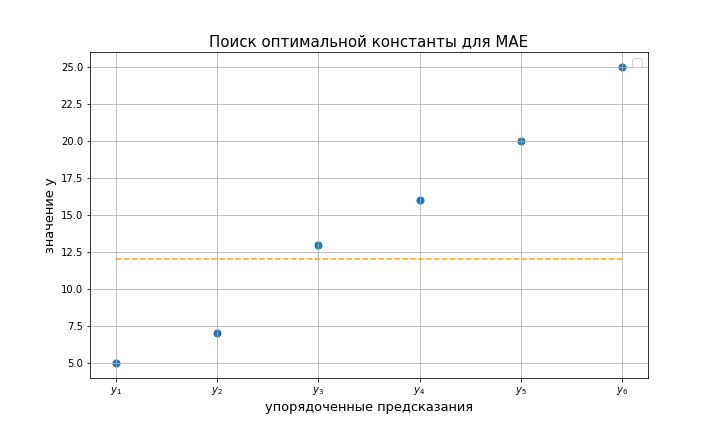 Поиск оптимальной константы для MAE
значение y
25.0
22.5
20.0
17.5
15.0
12.5
10.0
7.5
5.0
y₁ y₂ y₃ y₄ y₅ y₆
упорядоченные предсказания